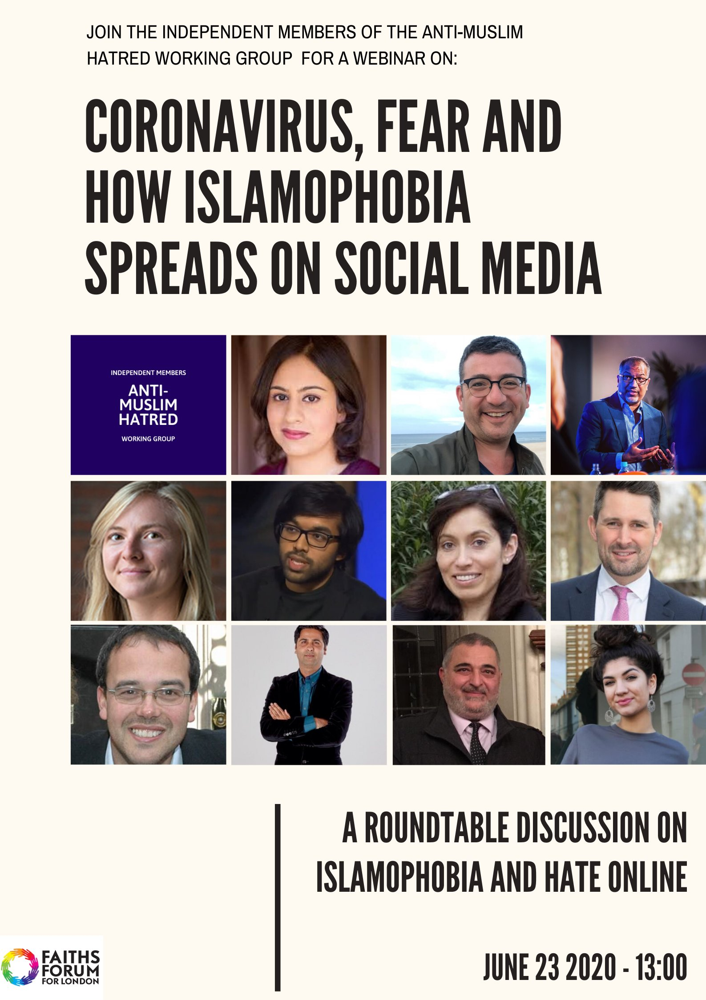 JOIN THE INDEPENDENT MEMBERS OF THE ANTI-MUSLIM
HATRED WORKING GROUP FOR A WEBINAR ON:
CORONAVIRUS, FEAR AND
HOW ISLAMOPHOBIA
SPREADS ON SOCIAL MEDIA
INDEPENDENT MEMBERS
ANTI-
MUSLIM
HATRED
WORKING GROUP
A ROUNDTABLE DISCUSSION ON
ISLAMOPHOBIA AND HATE ONLINE
JUNE 23 2020 - 13:00
FAITHS
FORUM
FOR LONDON